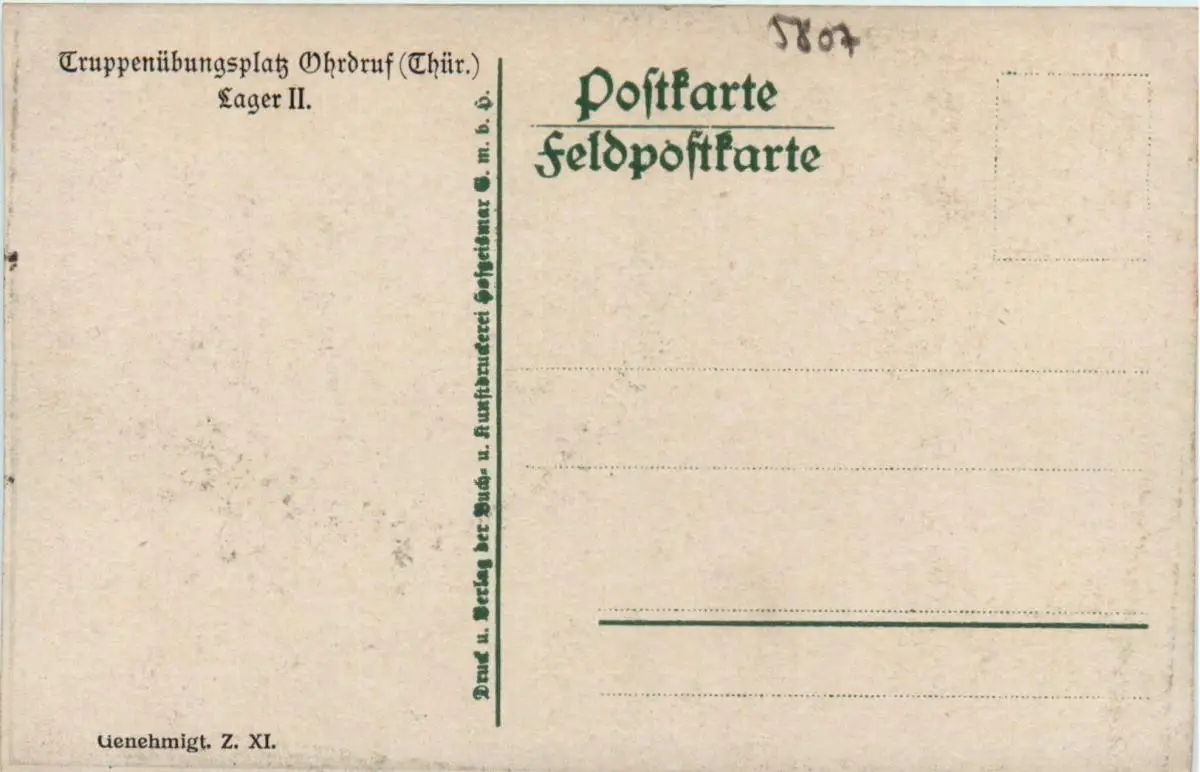 5807
Truppenübungsplatz Ohrdruf (Thür.)
Lager II.
Postkarte
Feldpostkarte
Druck u. Verlag der Buch- u. Kunstdruckerei Hofgeismar G. m. b. H.
Genehmigt. Z. XI.